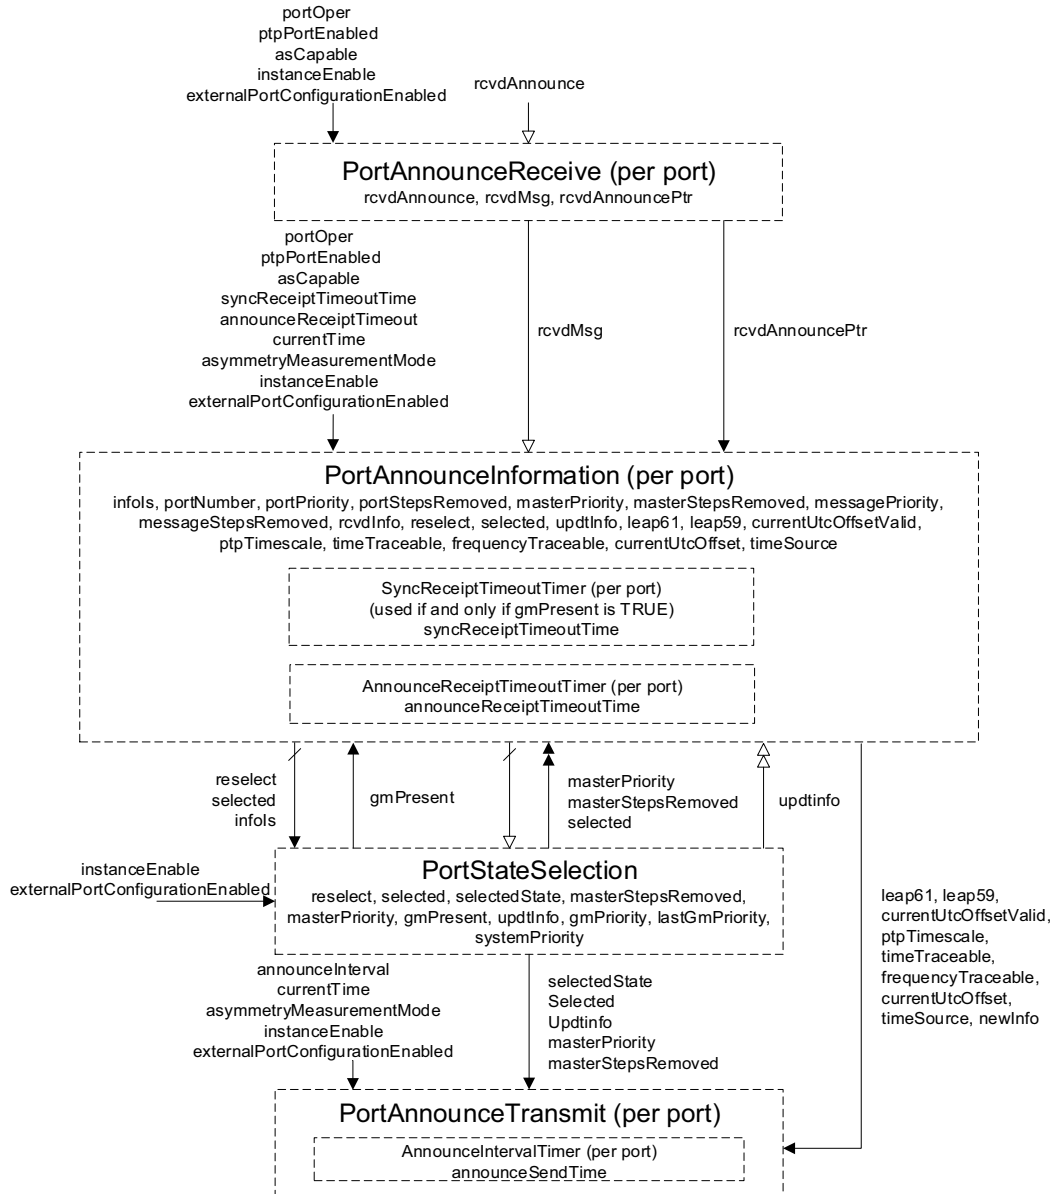 portOper
ptpPortEnabled
asCapable
instanceEnable
externalPortConfigurationEnabled
rcvdAnnounce
PortAnnounceReceive (per port)
rcvdAnnounce, rcvdMsg, rcvdAnnouncePtr
portOper
ptpPortEnabled
asCapable
syncReceiptTimeoutTime
announceReceiptTimeout
currentTime
asymmetryMeasurementMode
instanceEnable
externalPortConfigurationEnabled
rcvdMsg
rcvdAnnouncePtr
PortAnnounceInformation (per port)
infoIs, portNumber, portPriority, portStepsRemoved, masterPriority, masterStepsRemoved, messagePriority,
messageStepsRemoved, rcvdInfo, reselect, selected, updtInfo, leap61, leap59, currentUtcOffsetValid,
ptpTimescale, timeTraceable, frequencyTraceable, currentUtcOffset, timeSource
SyncReceiptTimeoutTimer (per port)
(used if and only if gmPresent is TRUE)
syncReceiptTimeoutTime
AnnounceReceiptTimeoutTimer (per port)
announceReceiptTimeoutTime
reselect
selected
infoIs
gmPresent
masterPriority
masterStepsRemoved
selected
updtinfo
instanceEnable
externalPortConfigurationEnabled
PortStateSelection
reselect, selected, selectedState, masterStepsRemoved,
masterPriority, gmPresent, updtInfo, gmPriority, lastGmPriority,
systemPriority
leap61, leap59,
currentUtcOffsetValid,
ptpTimescale,
timeTraceable,
frequencyTraceable,
currentUtcOffset,
timeSource, newInfo
announceInterval
currentTime
asymmetryMeasurementMode
instanceEnable
externalPortConfigurationEnabled
selectedState
Selected
Updtinfo
masterPriority
masterStepsRemoved
PortAnnounceTransmit (per port)
AnnounceIntervalTimer (per port)
announceSendTime